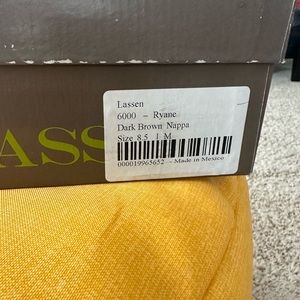 Lassen
6000 – Ryane
Dark Brown Nappa
Size 8.5 1 M
000019965652 - Made in Mexico
ASS